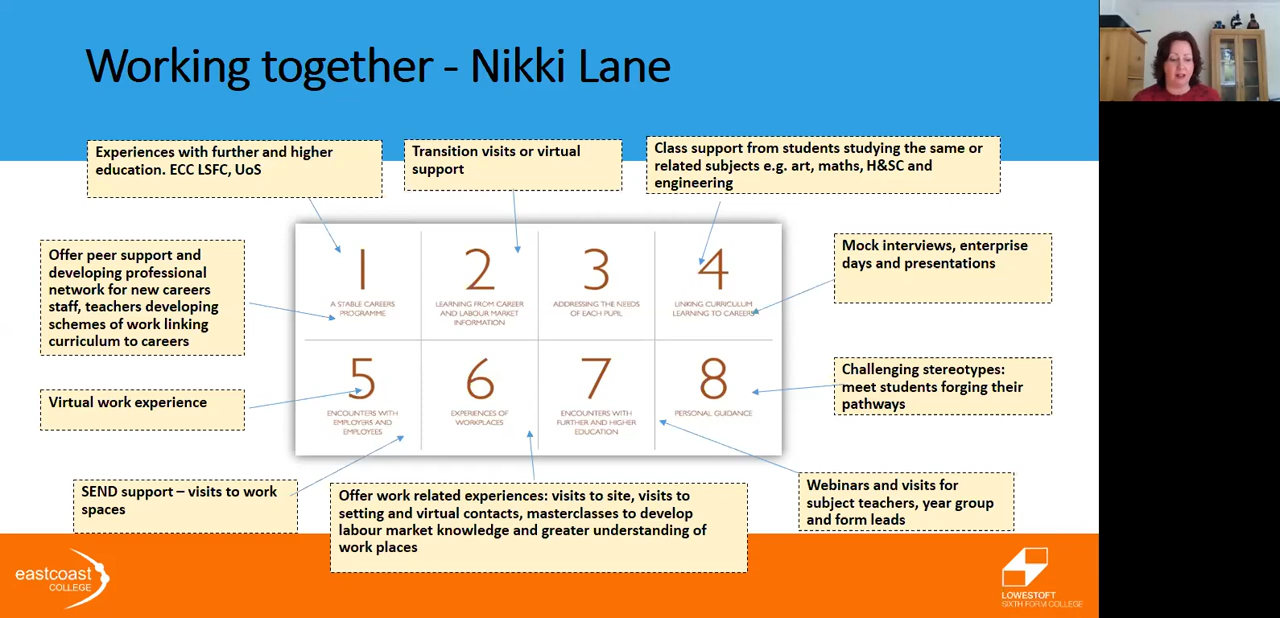 Working together - Nikki Lane
Experiences with further and higher
education. ECC LSFC, UoS
Transition visits or virtual
support
Class support from students studying the same or
related subjects e.g. art, maths, H&SC and
engineering
Offer peer support and
developing professional
network for new careers
staff, teachers developing
schemes of work linking
curriculum to careers
Mock interviews, enterprise
days and presentations
1
A STABLE CAREERS
PROGRAMME
2
LEARNING FROM CAREER
AND LABOUR MARKET
INFORMATION
3
ADDRESSING THE NEEDS
OF EACH PUPIL
4
LINKING CURRICULUM
LEARNING TO CAREERS
5
ENCOUNTERS WITH
EMPLOYERS AND
EMPLOYEES
6
EXPERIENCES OF
WORKPLACES
7
ENCOUNTERS WITH
FURTHER AND HIGHER
EDUCATION
8
PERSONAL GUIDANCE
Virtual work experience
Challenging stereotypes:
meet students forging their
pathways
SEND support – visits to work
spaces
Offer work related experiences: visits to site, visits to
setting and virtual contacts, masterclasses to develop
labour market knowledge and greater understanding of
work places
Webinars and visits for
subject teachers, year group
and form leads
eastcoast
COLLEGE
LOWESTOFT
SIXTH FORM COLLEGE